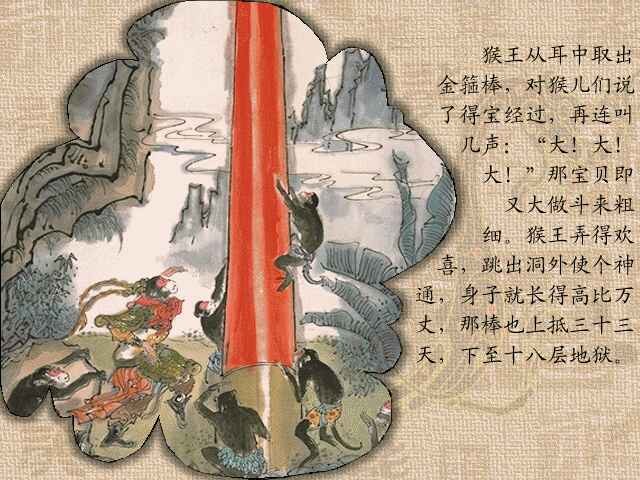 猴王从耳中取出
金箍棒，对猴儿们说
了得宝经过，再连叫
几声：“大！大！
大！”那宝贝即
又大做斗来粗
细。猴王弄得欢
喜，跳出洞外使个神
通，身子就长得高比万
丈，那棒也上抵三十三
天，下至十八层地狱。